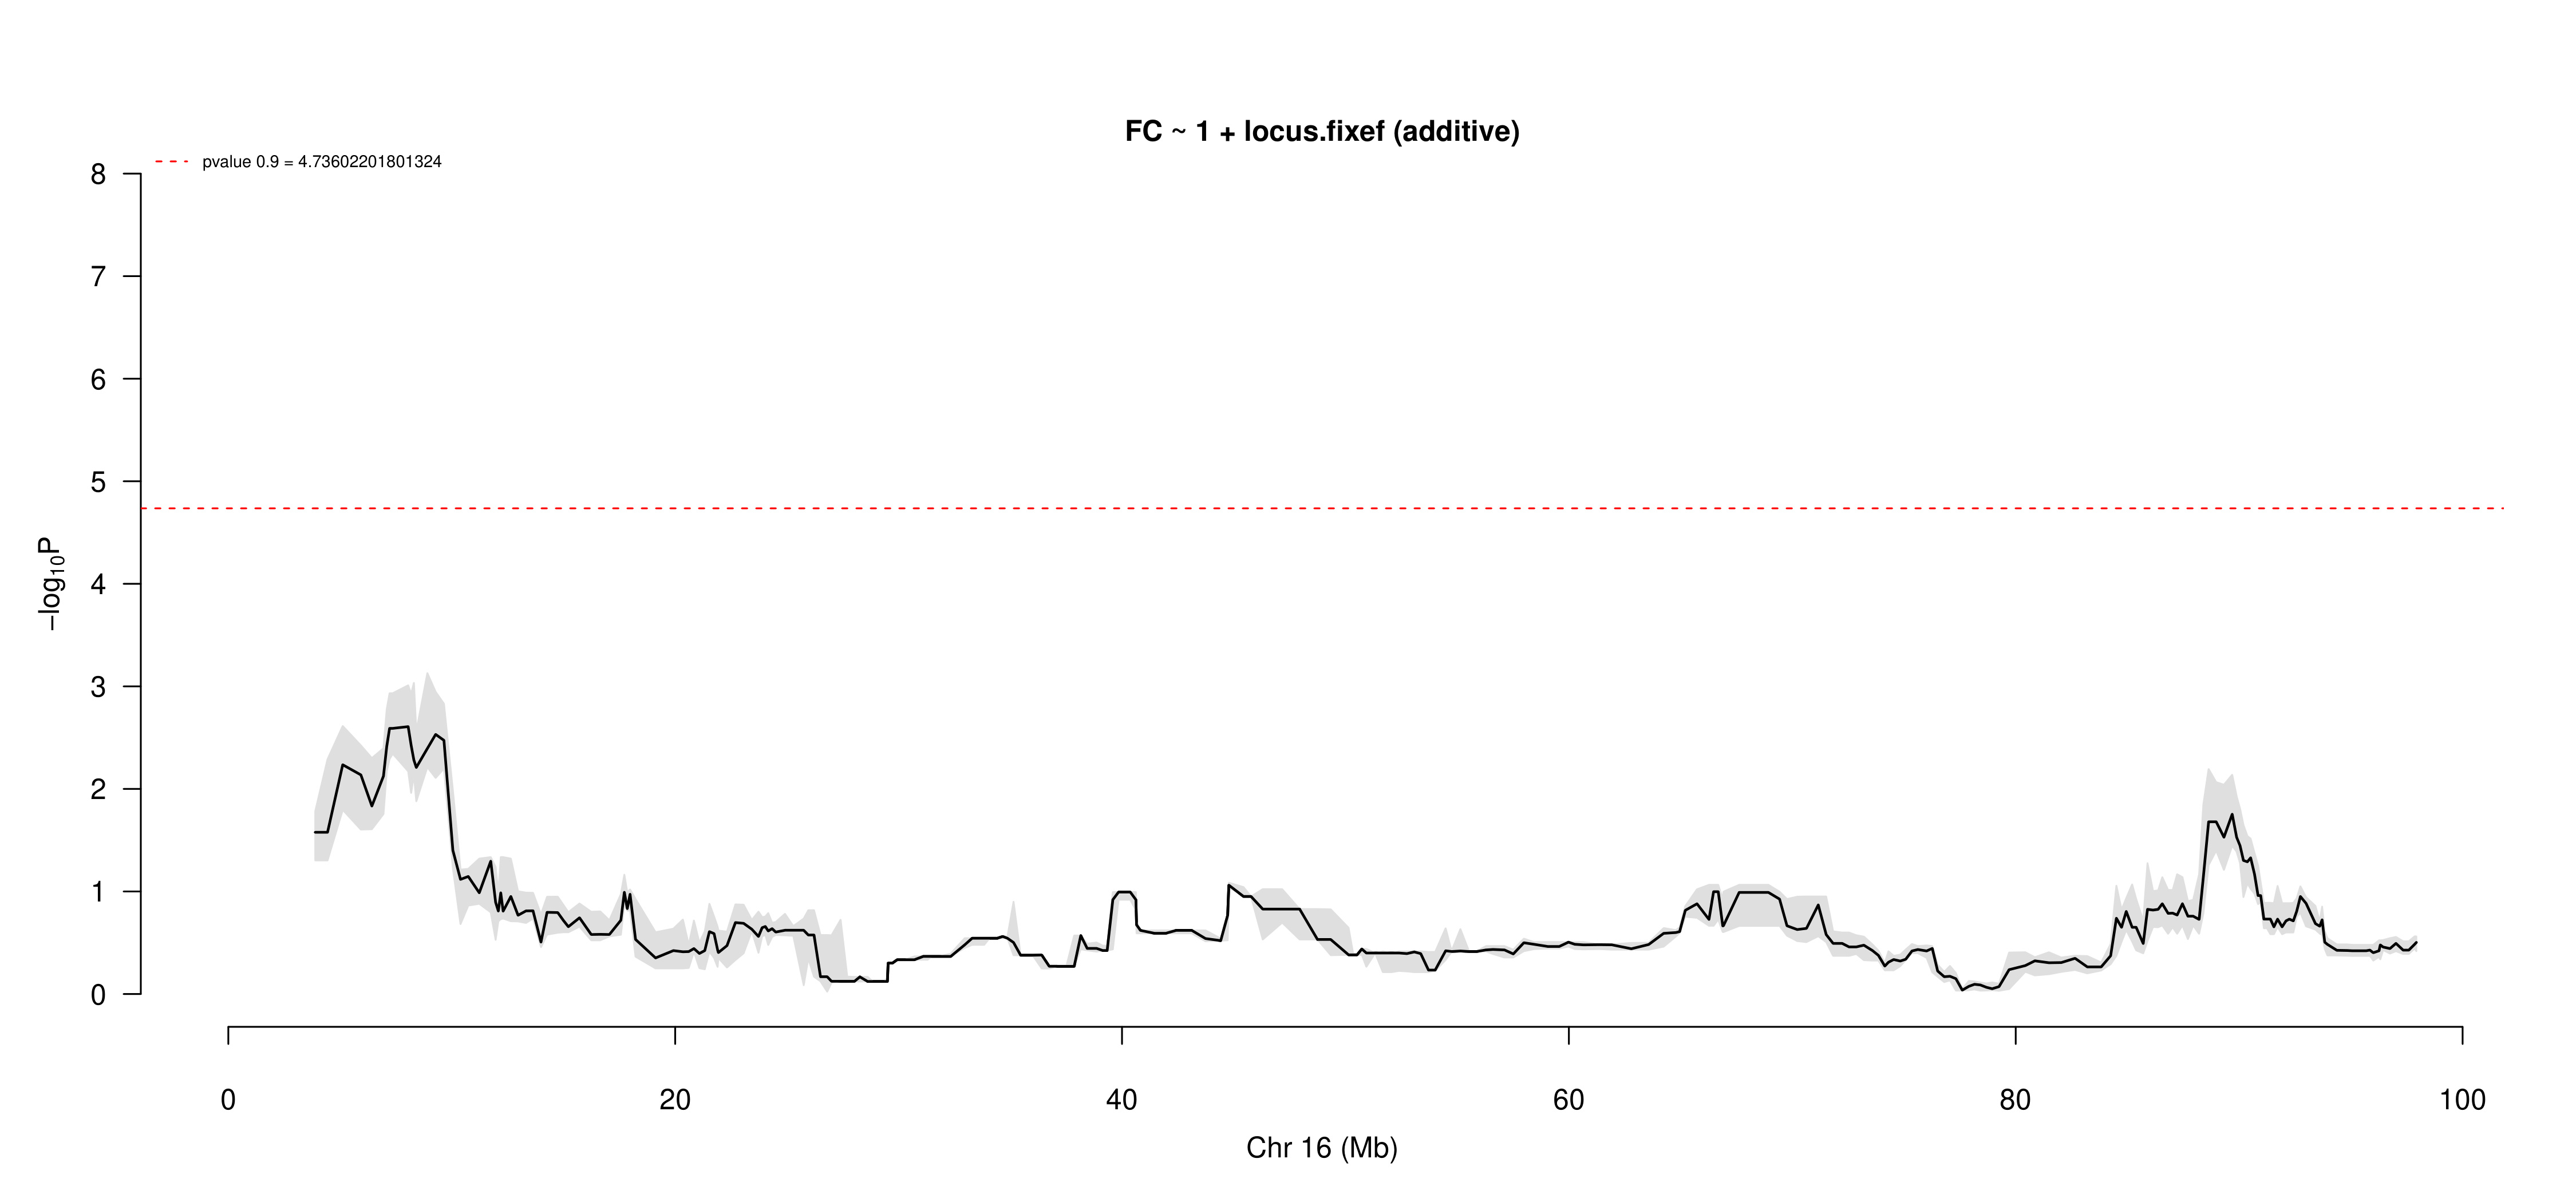 FC ~ 1 + locus.fixef (additive)
pvalue 0.9 = 4.73602201801324
8
7
6
5
4
3
2
1
0
−log10P
0 20 40 60 80 100
Chr 16 (Mb)